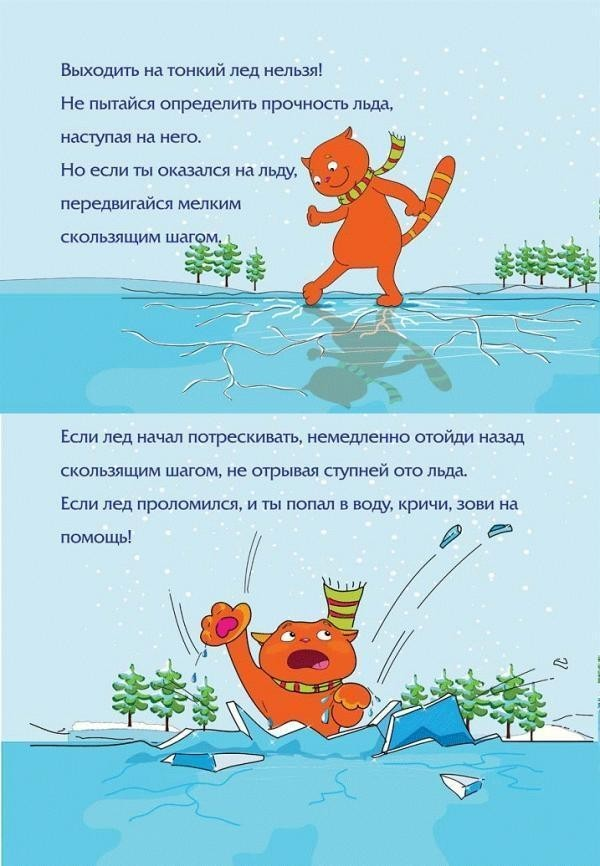 Выходить на тонкий лед нельзя!
Не пытайся определить прочность льда,
наступая на него.
Но если ты оказался на льду,
передвигайся мелким
скользящим шагом.
Если лед начал потрескивать, немедленно отойди назад
скользящим шагом, не отрывая ступней ото льда.
Если лед проломился, и ты попал в воду, кричи, зови на
помощь!